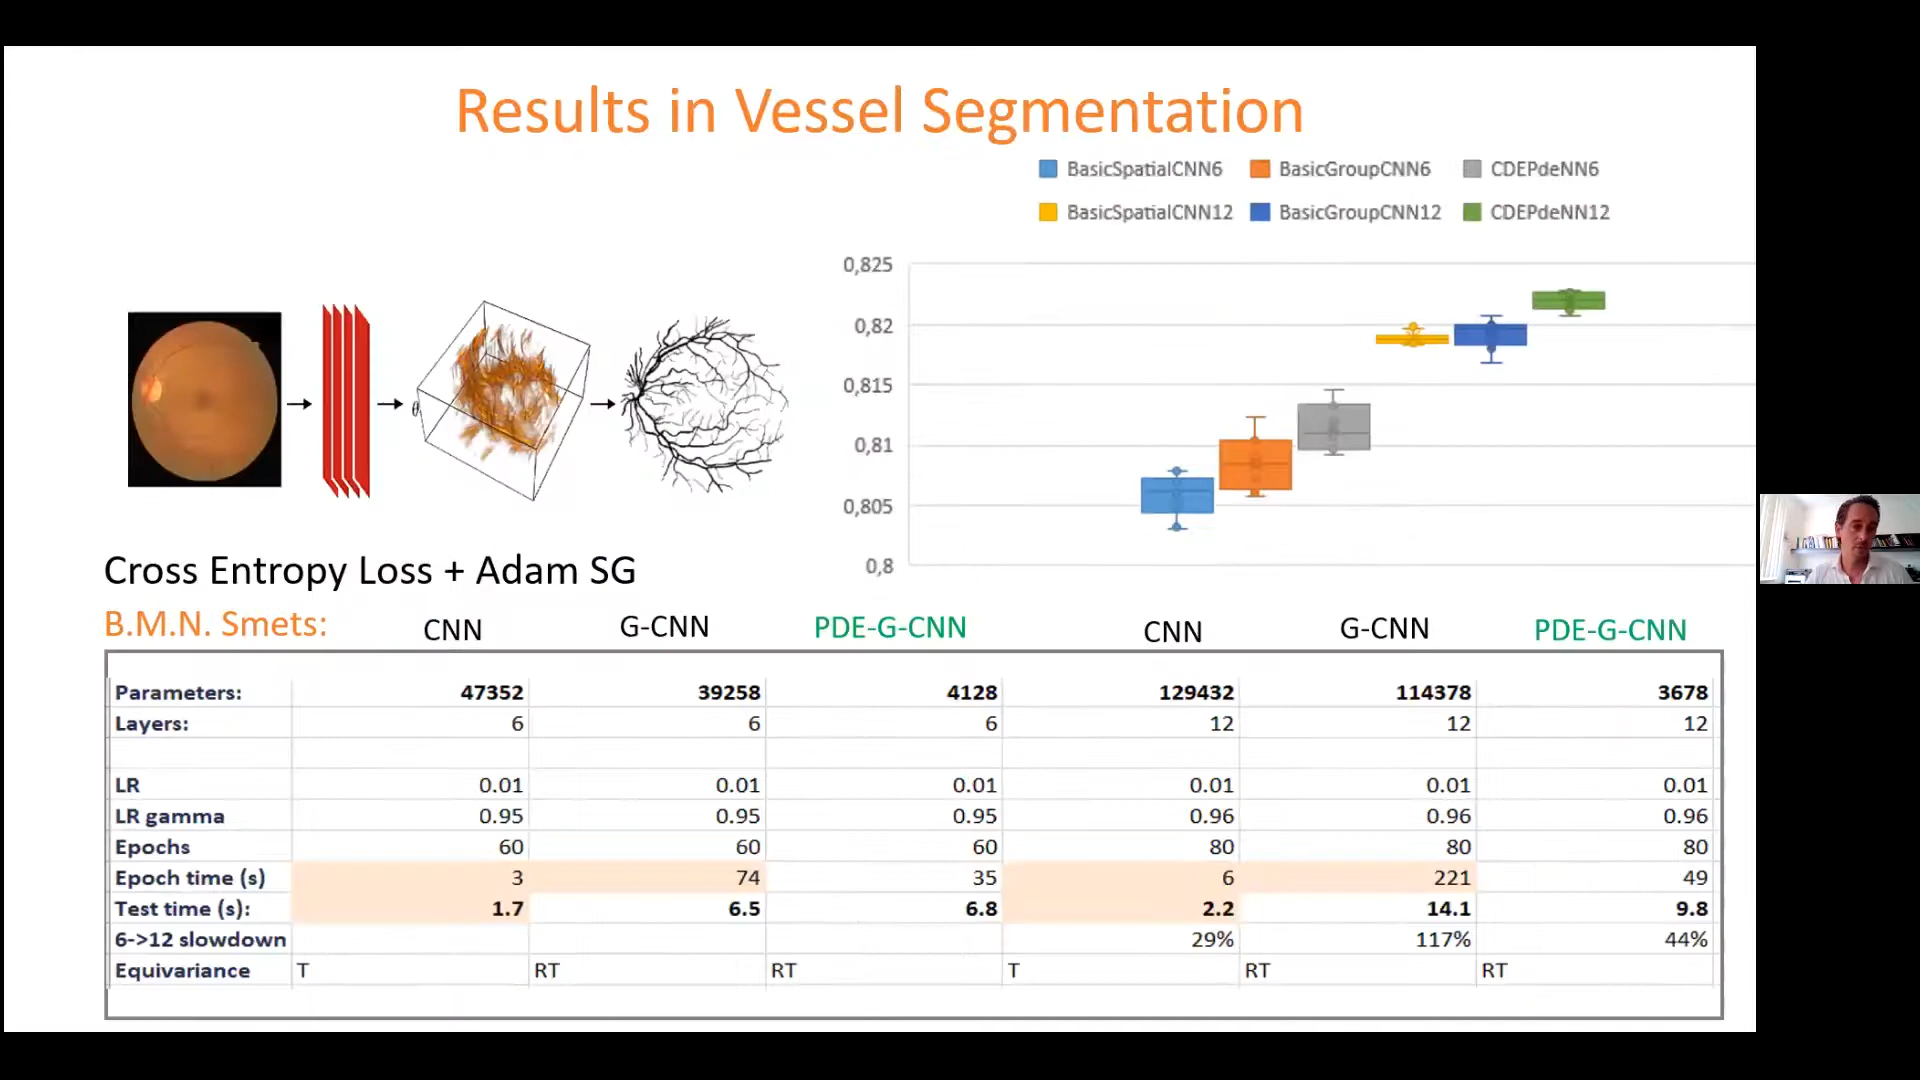 Results in Vessel Segmentation
BasicSpatialCNN6 BasicGroupCNN6 CDEPdeNN6
BasicSpatialCNN12 BasicGroupCNN12 CDEPdeNN12
0,825
0,82
0,815
0,81
0,805
0,8
θ
Cross Entropy Loss + Adam SG
B.M.N. Smets: CNN G-CNN PDE-G-CNN CNN G-CNN PDE-G-CNN
Parameters: 47352 39258 4128 129432 114378 3678
Layers: 6 6 6 12 12 12
LR 0.01 0.01 0.01 0.01 0.01 0.01
LR gamma 0.95 0.95 0.95 0.96 0.96 0.96
Epochs 60 60 60 80 80 80
Epoch time (s) 3 74 35 6 221 49
Test time (s): 1.7 6.5 6.8 2.2 14.1 9.8
6->12 slowdown 29% 117% 44%
Equivariance T RT RT T RT RT